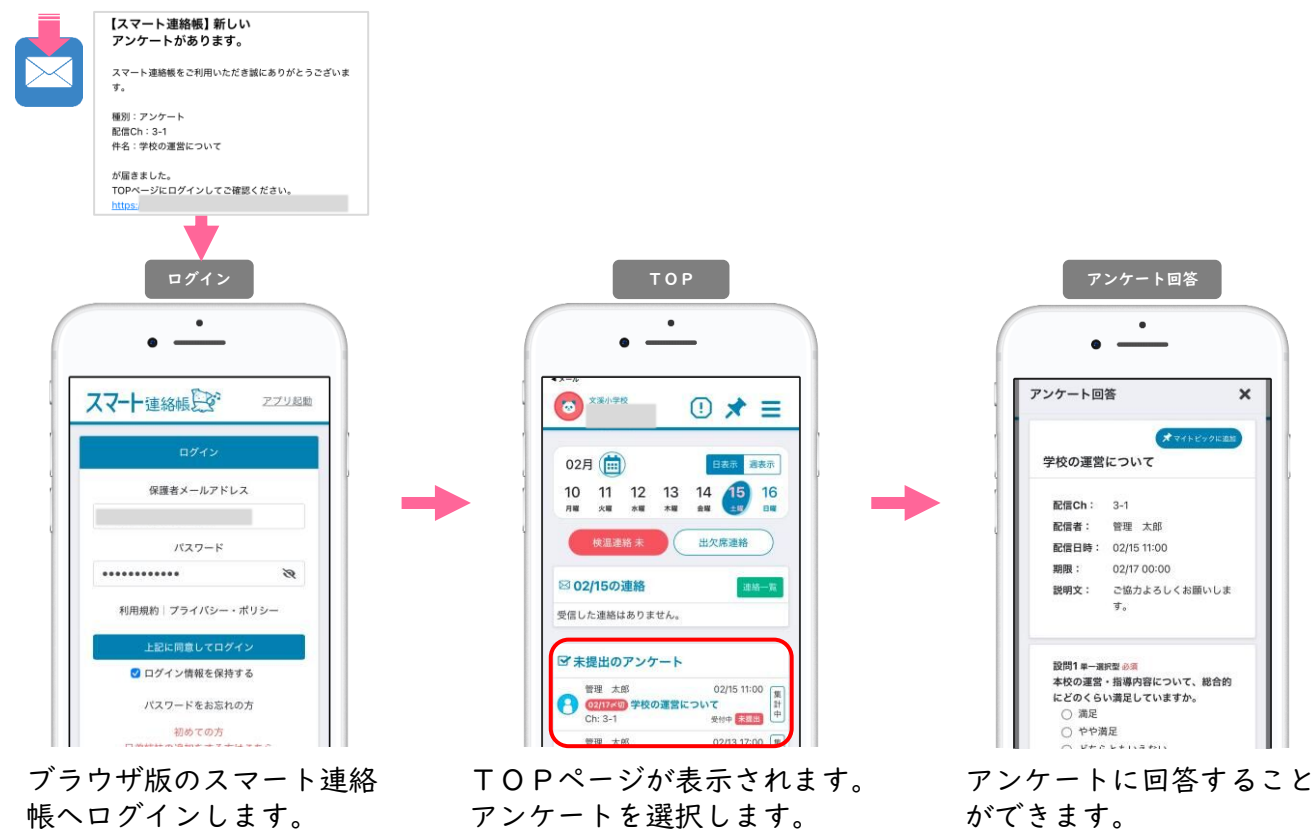 【スマート連絡帳】新しい
アンケートがあります。
スマート連絡帳をご利用いただき誠にありがとうございま
す。
種別：アンケート
配信Ch：3-1
件名：学校の運営について
が届きました。
TOPページにログインしてご確認ください。
https:
ログイン
スマート連絡帳
アプリ起動
ログイン
保護者メールアドレス
パスワード
••••••••••••
利用規約｜プライバシー・ポリシー
上記に同意してログイン
ログイン情報を保持する
パスワードをお忘れの方
初めての方
ブラウザ版のスマート連絡
帳へログインします。
ＴＯＰ
メール
文溪小学校
02月
日表示 週表示
10 11 12 13 14 15 16
月曜 火曜 水曜 木曜 金曜 土曜 日曜
検温連絡 未
出欠席連絡
02/15の連絡
連絡一覧
受信した連絡はありません。
未提出のアンケート
管理 太郎 02/15 11:00
02/17〆切 学校の運営について
Ch: 3-1 受付中 未提出
集計中
管理 太郎 02/13 17:00
ＴＯＰページが表示されます。
アンケートを選択します。
アンケート回答
アンケート回答 ×
マイトピックに追加
学校の運営について
配信Ch： 3-1
配信者： 管理 太郎
配信日時： 02/15 11:00
期限： 02/17 00:00
説明文： ご協力よろしくお願いしま
す。
設問1 単一選択型 必須
本校の運営・指導内容について、総合的
にどのくらい満足していますか。
満足
やや満足
どちらともいえない
アンケートに回答すること
ができます。